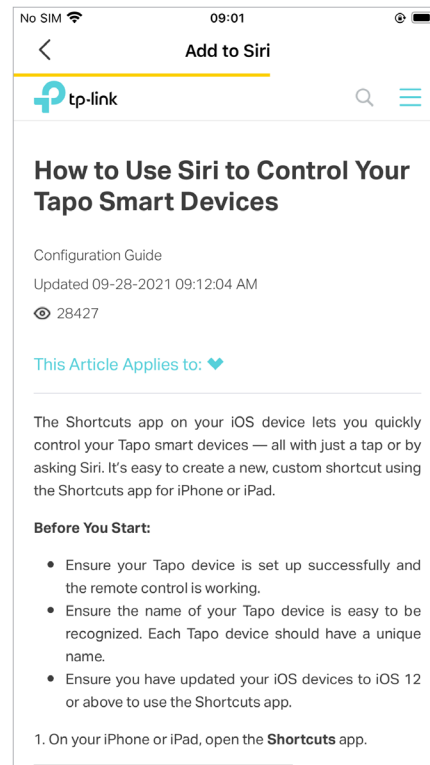 No SIM 09:01
Add to Siri
tp-link
How to Use Siri to Control Your
Tapo Smart Devices
Configuration Guide
Updated 09-28-2021 09:12:04 AM
28427
This Article Applies to:
The Shortcuts app on your iOS device lets you quickly
control your Tapo smart devices — all with just a tap or by
asking Siri. It's easy to create a new, custom shortcut using
the Shortcuts app for iPhone or iPad.
Before You Start:
• Ensure your Tapo device is set up successfully and
the remote control is working.
• Ensure the name of your Tapo device is easy to be
recognized. Each Tapo device should have a unique
name.
• Ensure you have updated your iOS devices to iOS 12
or above to use the Shortcuts app.
1. On your iPhone or iPad, open the Shortcuts app.